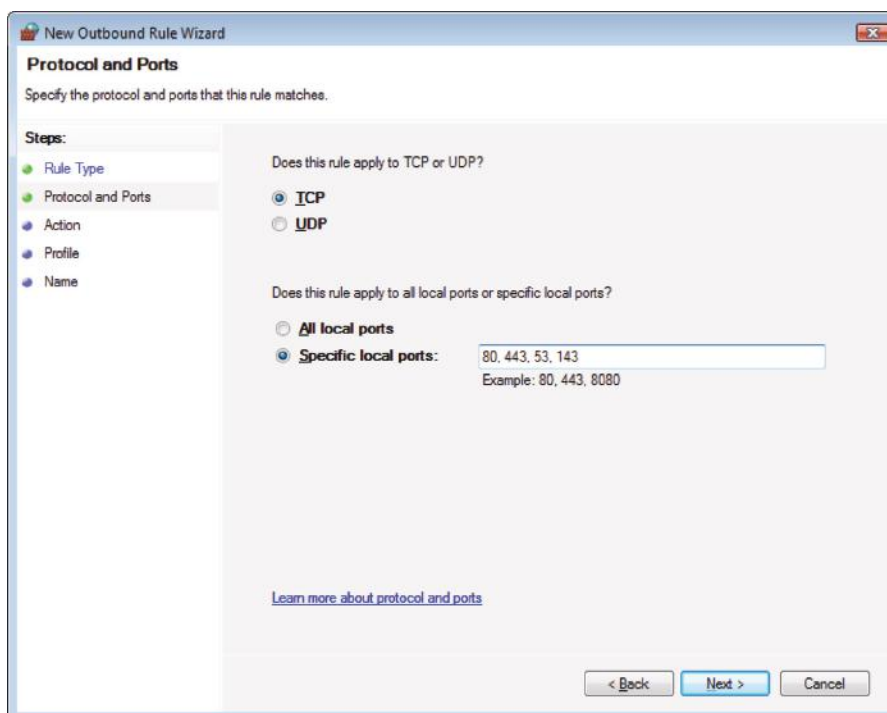 New Outbound Rule Wizard
Protocol and Ports
Specify the protocol and ports that this rule matches.
Steps:
Rule Type
Protocol and Ports
Action
Profile
Name
Does this rule apply to TCP or UDP?
TCP
UDP
Does this rule apply to all local ports or specific local ports?
All local ports
Specific local ports: 80, 443, 53, 143
Example: 80, 443, 8080
Learn more about protocol and ports
< Back Next > Cancel